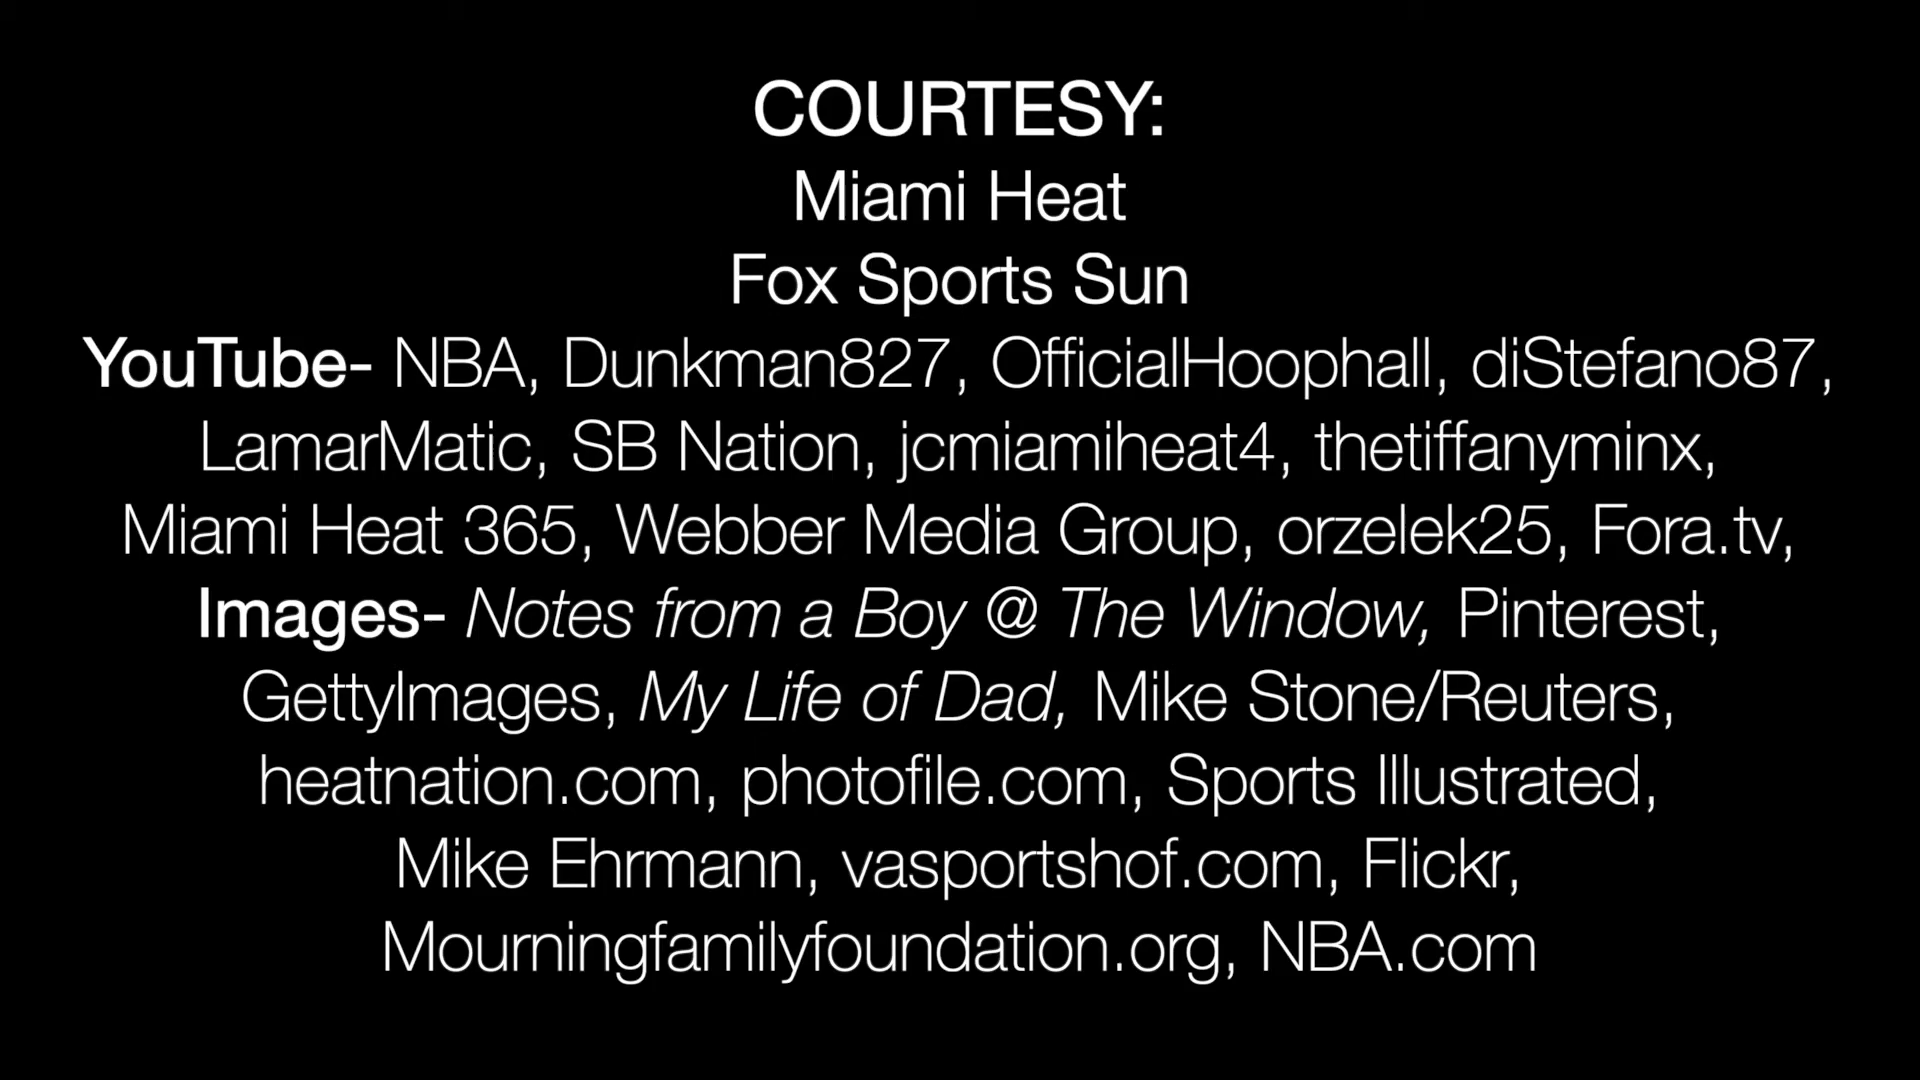 COURTESY:
Miami Heat
Fox Sports Sun
YouTube- NBA, Dunkman827, OfficialHoophall, diStefano87,
LamarMatic, SB Nation, jcmiamiheat4, thetiffanyminx,
Miami Heat 365, Webber Media Group, orzelek25, Fora.tv,
Images- Notes from a Boy @ The Window, Pinterest,
GettyImages, My Life of Dad, Mike Stone/Reuters,
heatnation.com, photofile.com, Sports Illustrated,
Mike Ehrmann, vasportshof.com, Flickr,
Mourningfamilyfoundation.org, NBA.com